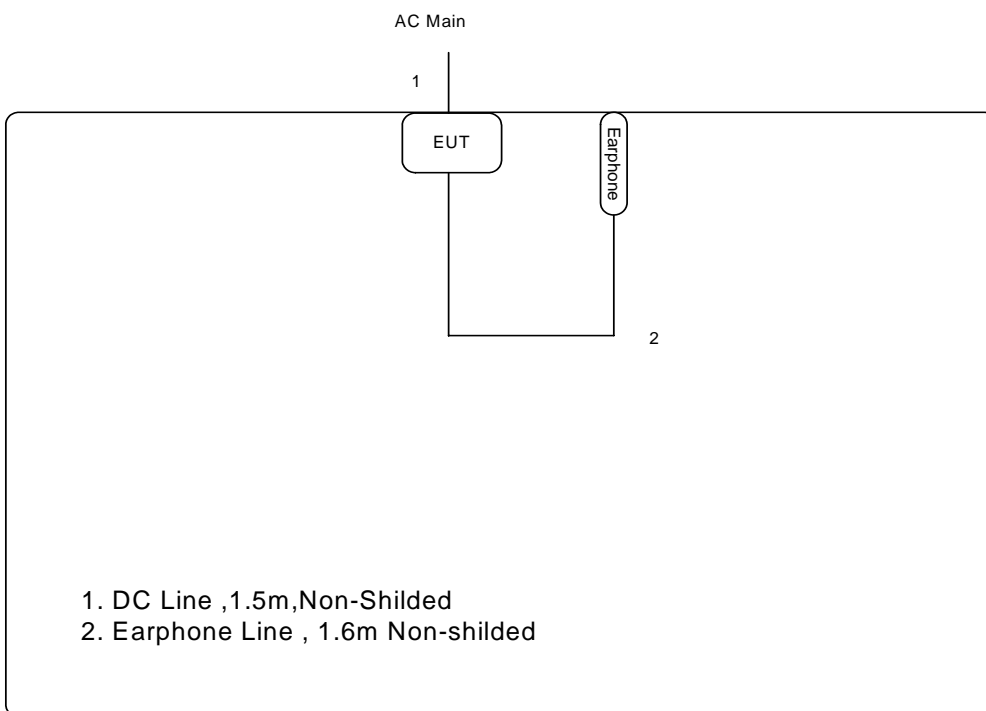 AC Main
1
EUT
Earphone
2
1. DC Line ,1.5m,Non-Shilded
2. Earphone Line , 1.6m Non-shilded